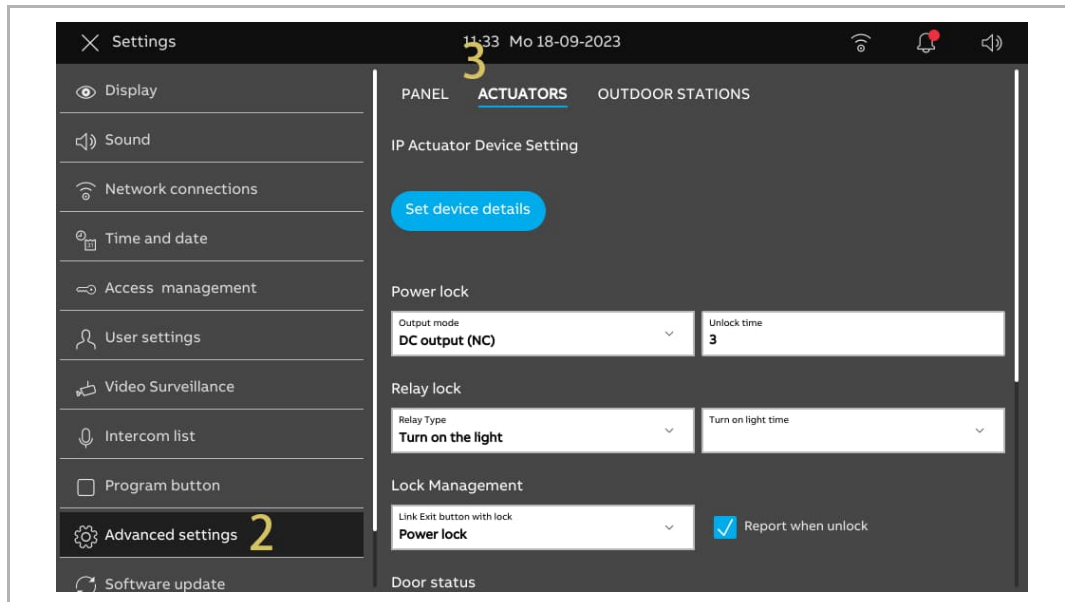 Settings
11:33 Mo 18-09-2023
3
Display
Sound
Network connections
Time and date
Access management
User settings
Video Surveillance
Intercom list
Program button
Advanced settings 2
Software update
PANEL ACTUATORS OUTDOOR STATIONS
IP Actuator Device Setting
Set device details
Power lock
Output mode
DC output (NC)
Unlock time
3
Relay lock
Relay Type
Turn on the light
Turn on light time
Lock Management
Link Exit button with lock
Power lock
Report when unlock
Door status